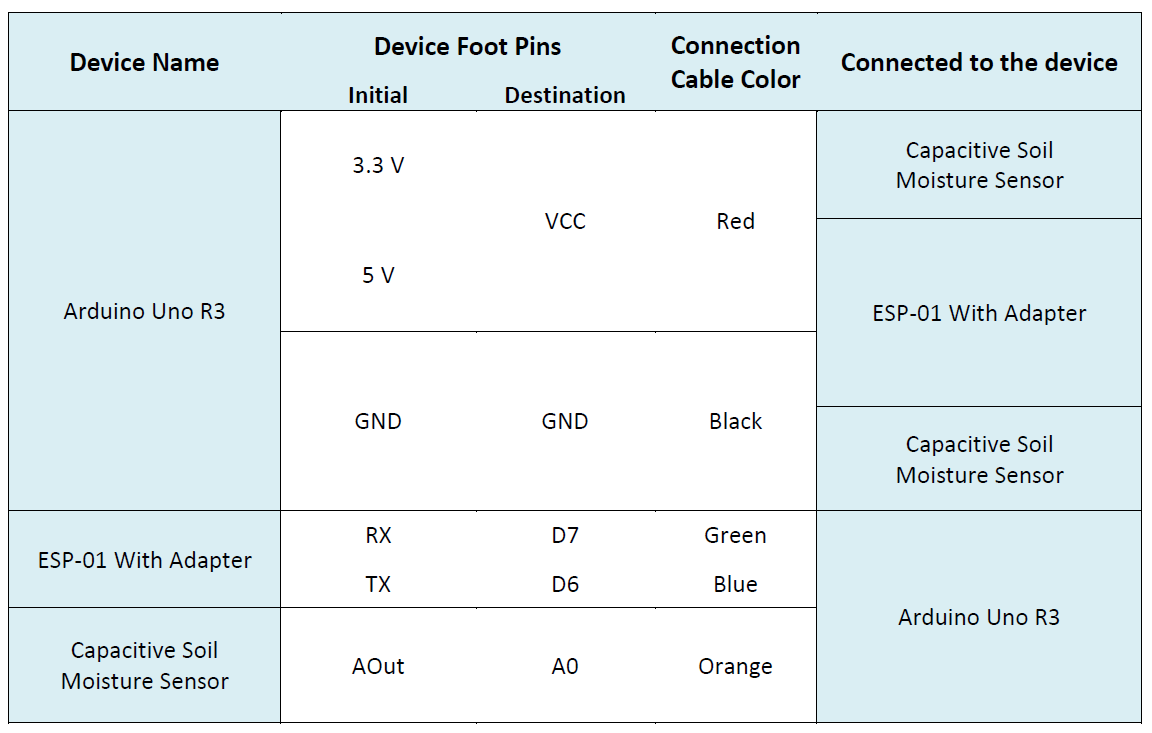 Device Name
Device Foot Pins
Connection
Cable Color
Connected to the device
Initial
Destination
Arduino Uno R3
3.3 V
5 V
VCC
Red
Capacitive Soil
Moisture Sensor
ESP-01 With Adapter
GND
GND
Black
Capacitive Soil
Moisture Sensor
ESP-01 With Adapter
RX
D7
Green
TX
D6
Blue
Arduino Uno R3
Capacitive Soil
Moisture Sensor
AOut
A0
Orange